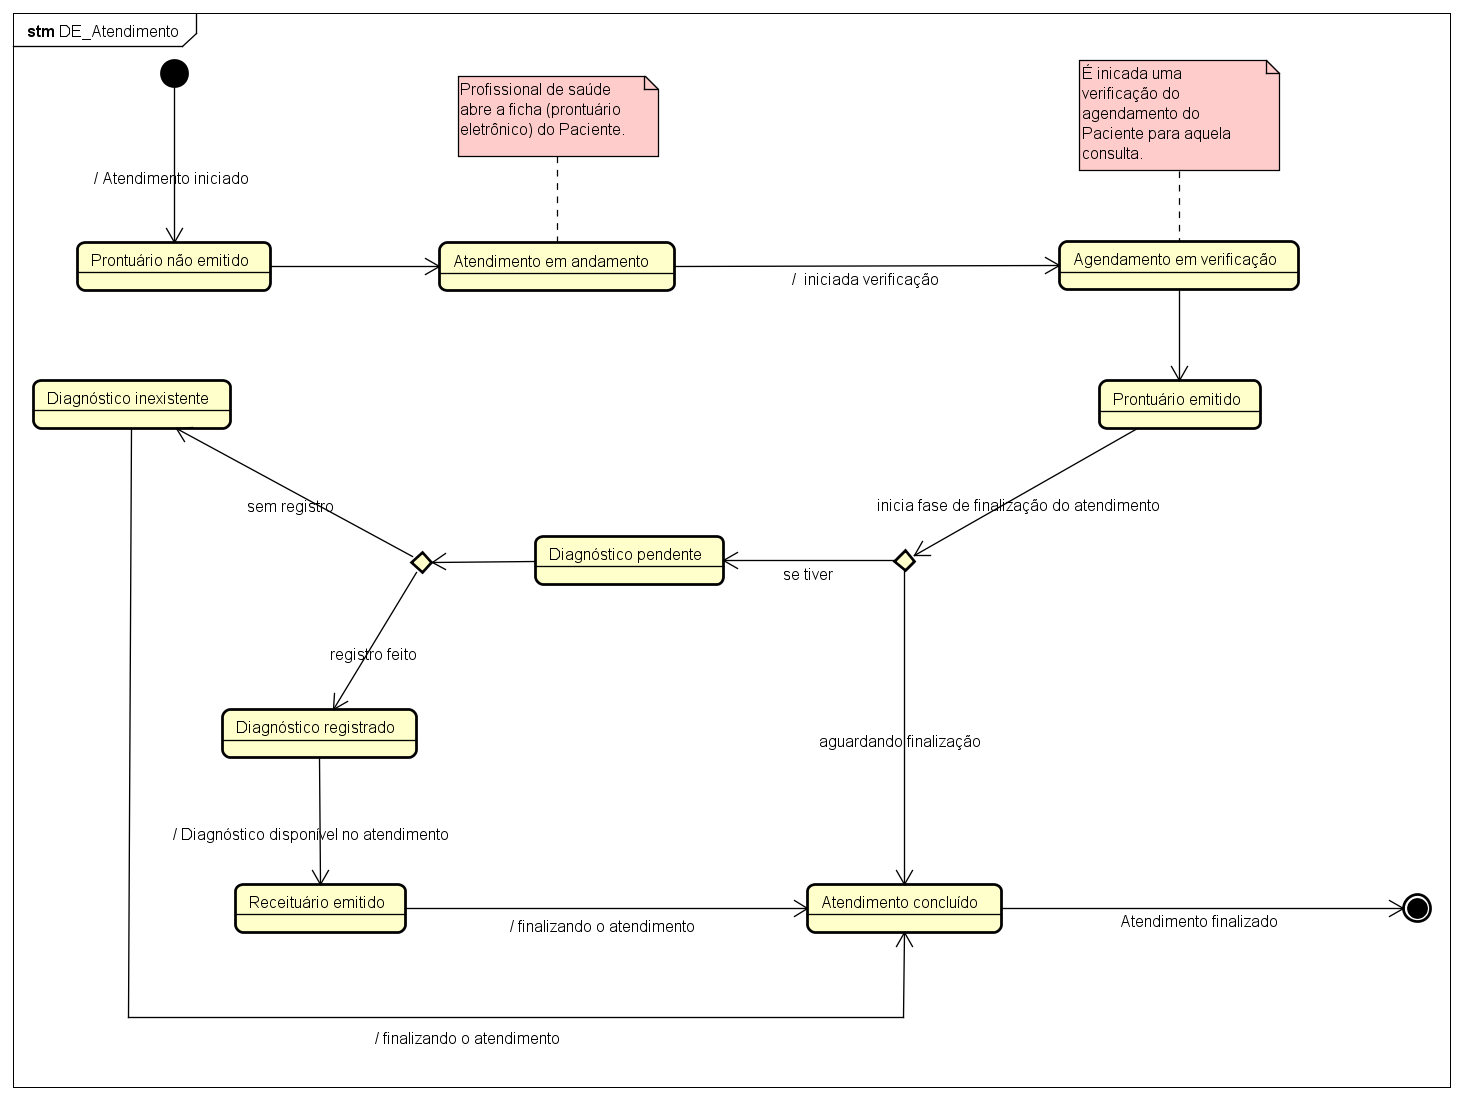 stm DE_Atendimento
Profissional de saúde
abre a ficha (prontuário
eletrônico) do Paciente.
É inicada uma
verificação do
agendamento do
Paciente para aquela
consulta.
/ Atendimento iniciado
Prontuário não emitido
Atendimento em andamento
/ iniciada verificação
Agendamento em verificação
Diagnóstico inexistente
Prontuário emitido
sem registro
inicia fase de finalização do atendimento
Diagnóstico pendente
se tiver
registro feito
Diagnóstico registrado
aguardando finalização
/ Diagnóstico disponível no atendimento
Receituário emitido
/ finalizando o atendimento
Atendimento concluído
Atendimento finalizado
/ finalizando o atendimento